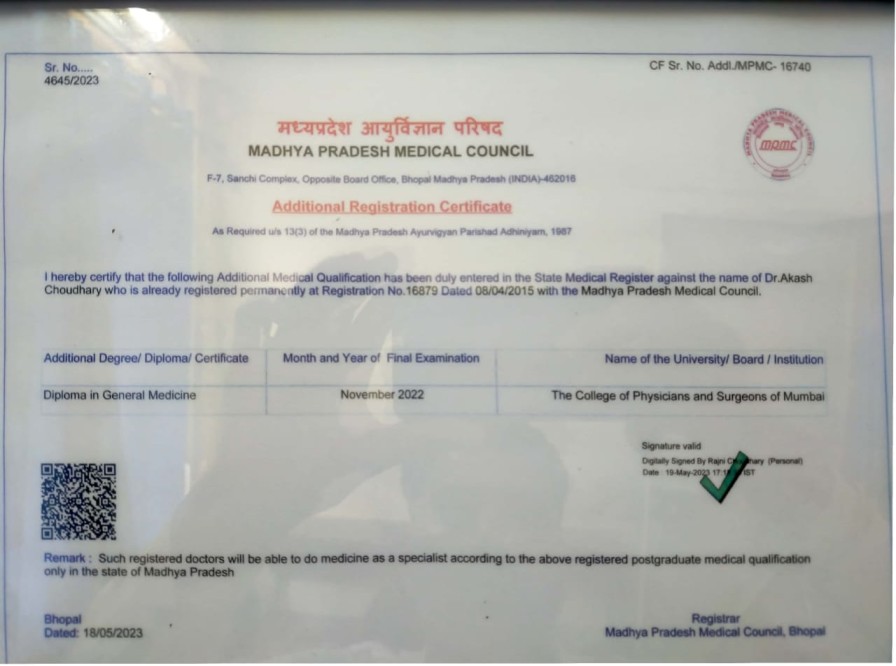 Sr. No.....
4645/2023
CF Sr. No. Addl./MPMC- 16740
मध्यप्रदेश आयुर्विज्ञान परिषद
MADHYA PRADESH MEDICAL COUNCIL
mpmc
F-7, Sanchi Complex, Opposite Board Office, Bhopal Madhya Pradesh (INDIA)-462016
Additional Registration Certificate
As Required u/s 13(3) of the Madhya Pradesh Ayurvigyan Parishad Adhiniyam, 1987
I hereby certify that the following Additional Medical Qualification has been duly entered in the State Medical Register against the name of Dr.Akash
Choudhary who is already registered permanently at Registration No.16879 Dated 08/04/2015 with the Madhya Pradesh Medical Council.
Additional Degree/ Diploma/ Certificate Month and Year of Final Examination Name of the University/ Board / Institution
Diploma in General Medicine November 2022 The College of Physicians and Surgeons of Mumbai
Signature valid
Digitally Signed By Rajni (Personal)
Date : 19-May-2023 IST
Remark : Such registered doctors will be able to do medicine as a specialist according to the above registered postgraduate medical qualification
only in the state of Madhya Pradesh
Bhopal
Dated: 18/05/2023
Registrar
Madhya Pradesh Medical Council, Bhopal